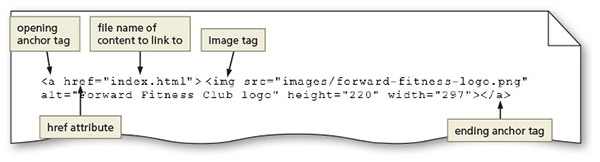 opening
anchor tag
file name of
content to link to
image tag
<a href="index.html"><img src="images/forward-fitness-logo.png"
alt="Forward Fitness Club logo" height="220" width="297"></a>
href attribute
ending anchor tag